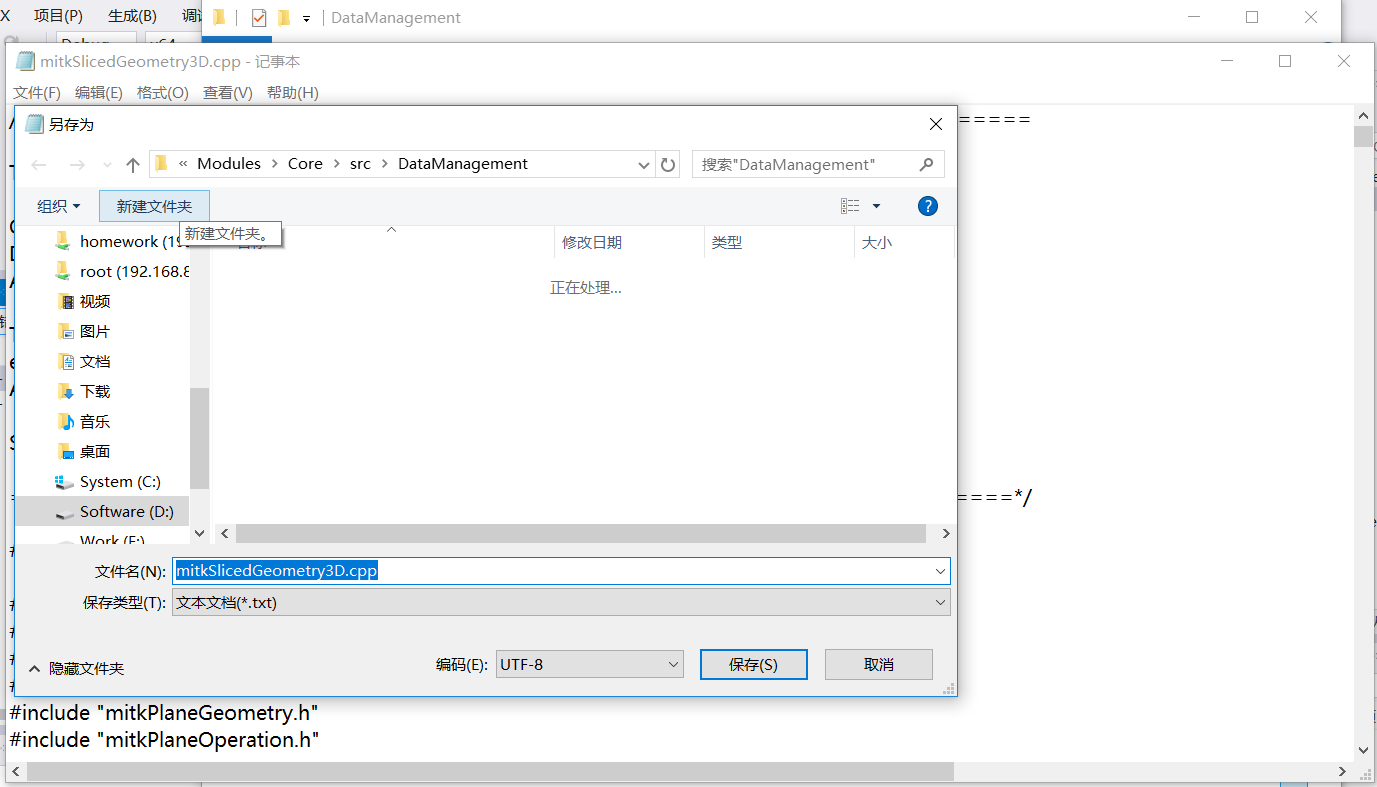 X 项目(P) 生成(B) 调试
DataManagement
mitkSlicedGeometry3D.cpp - 记事本
文件(F) 编辑(E) 格式(O) 查看(V) 帮助(H)
另存为
=====
« Modules > Core > src > DataManagement
搜索"DataManagement"
组织 新建文件夹
新建文件夹。
修改日期 类型 大小
homework (19
root (192.168.8
正在处理...
视频
图片
文档
下载
音乐
桌面
System (C:)
Software (D:)
Work (E:)
====*/
文件名(N): mitkSlicedGeometry3D.cpp
保存类型(T): 文本文档(*.txt)
隐藏文件夹
编码(E): UTF-8 保存(S) 取消
#include "mitkPlaneGeometry.h"
#include "mitkPlaneOperation.h"